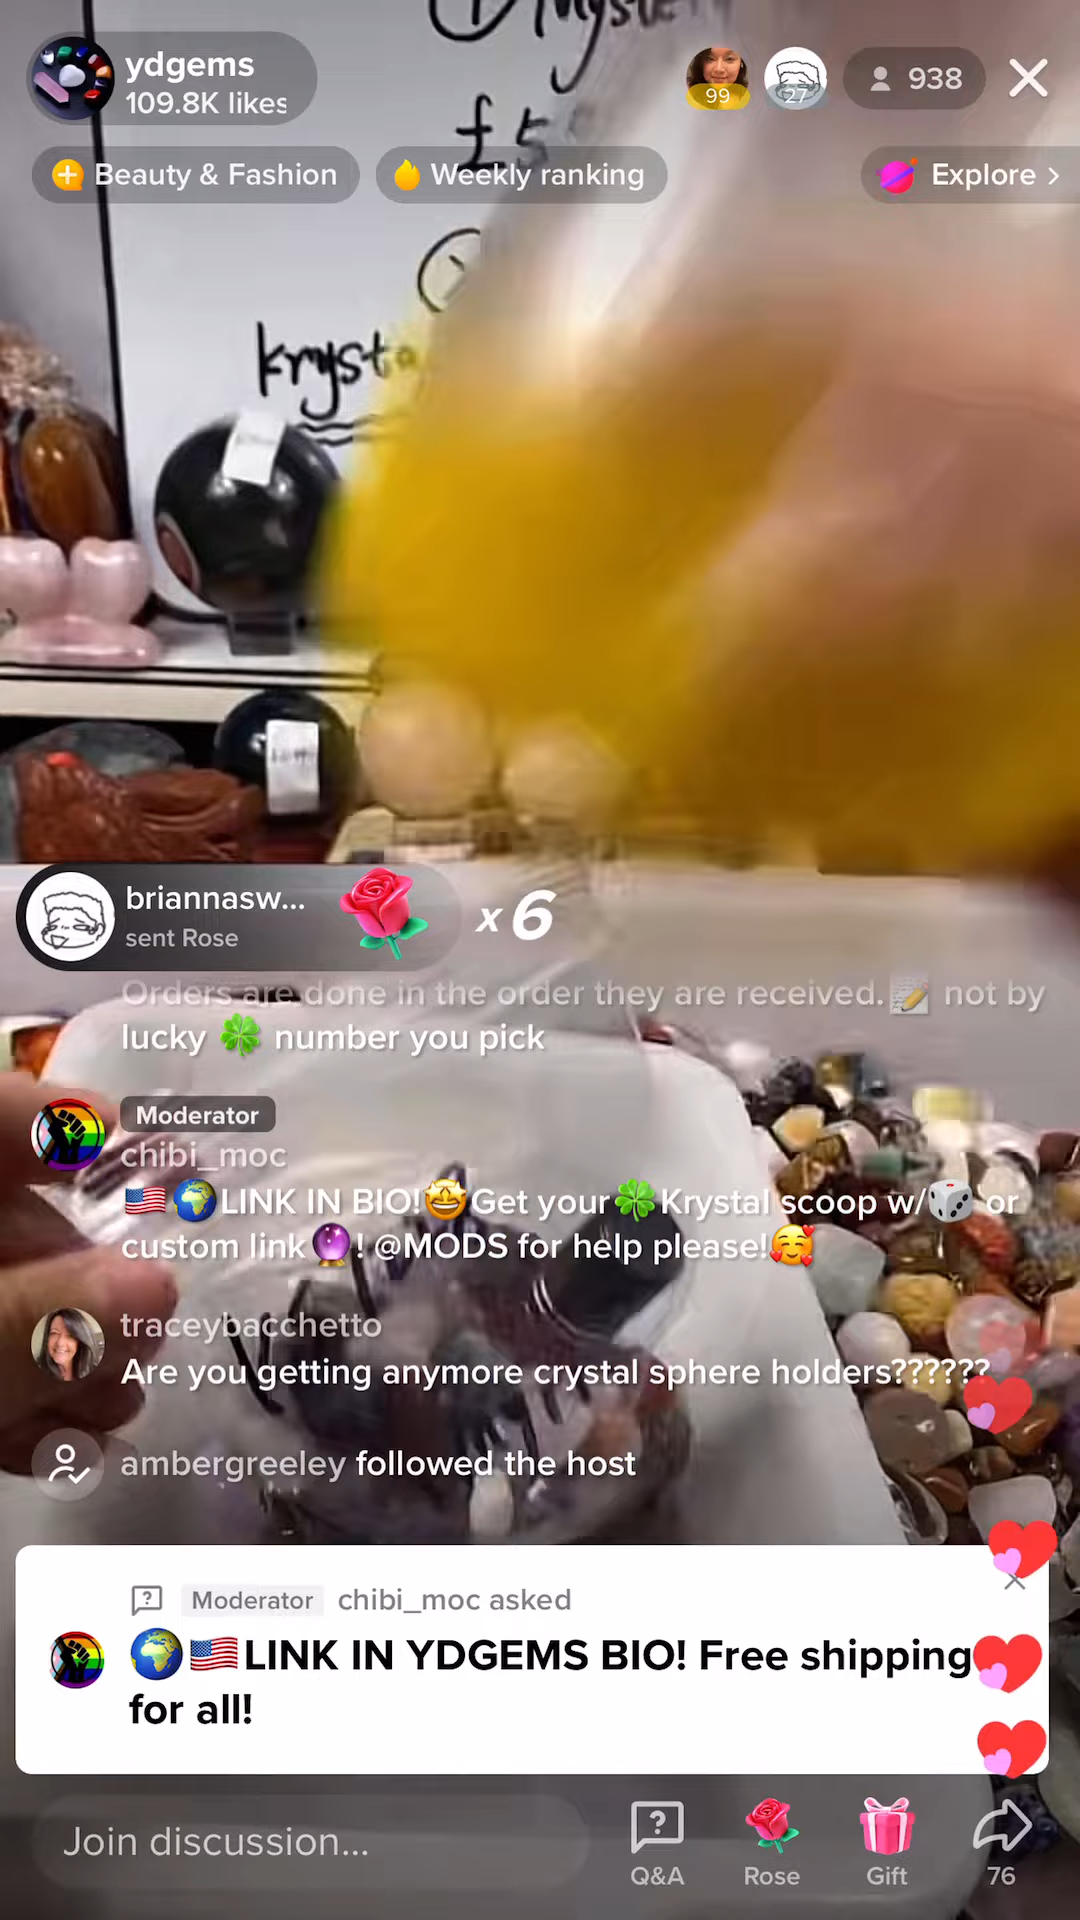 Mystery
£5
ydgems
109.8K likes
99
27
938
Beauty & Fashion
Weekly ranking
Explore >
krysta
briannasw...
sent Rose
x 6
Orders are done in the order they are received.📝 not by
lucky 🍀 number you pick
Moderator
chibi_moc
🇺🇸🌍LINK IN BIO!🤩Get your🍀Krystal scoop w/🎲 or
custom link🔮! @MODS for help please!🥰
traceybacchetto
Are you getting anymore crystal sphere holders??????
ambergreeley followed the host
Moderator chibi_moc asked
🌍🇺🇸LINK IN YDGEMS BIO! Free shipping
for all!
Join discussion...
Q&A
Rose
Gift
76